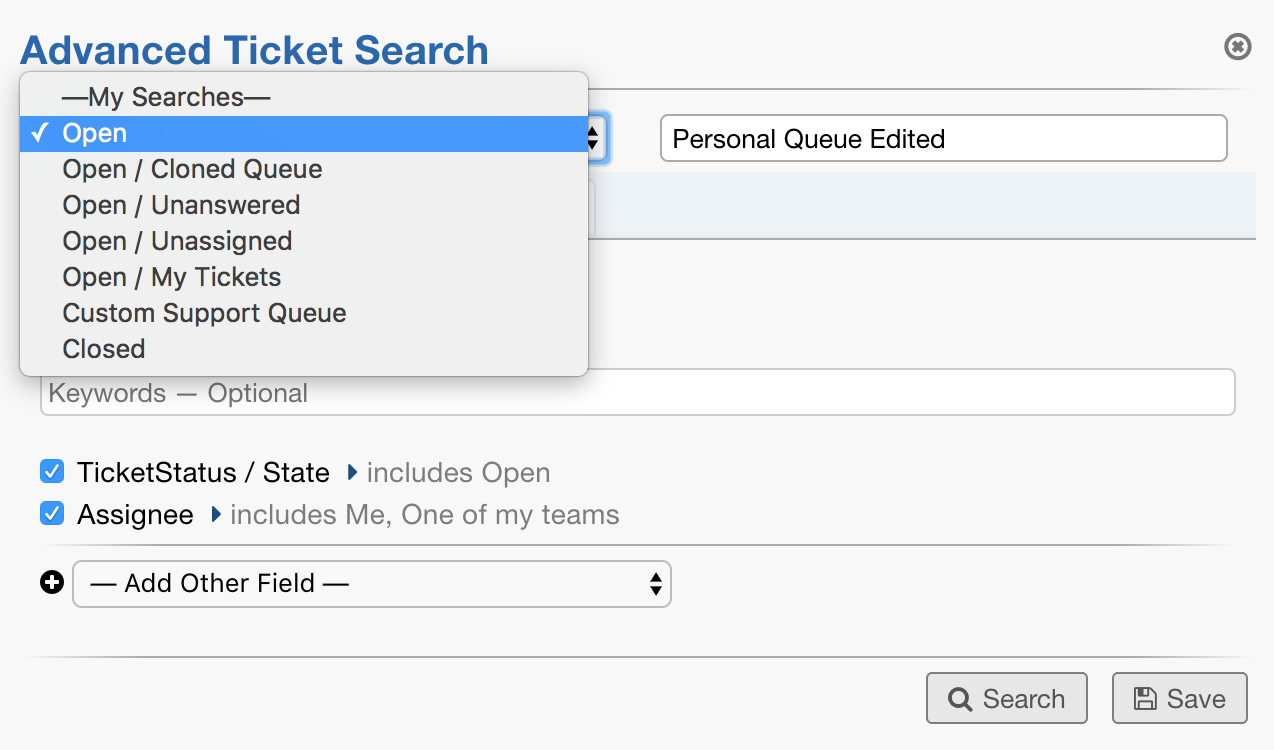 Advanced Ticket Search
—My Searches—
Open
Personal Queue Edited
Open / Cloned Queue
Open / Unanswered
Open / Unassigned
Open / My Tickets
Custom Support Queue
Closed
Keywords — Optional
TicketStatus / State includes Open
Assignee includes Me, One of my teams
— Add Other Field —
Search Save